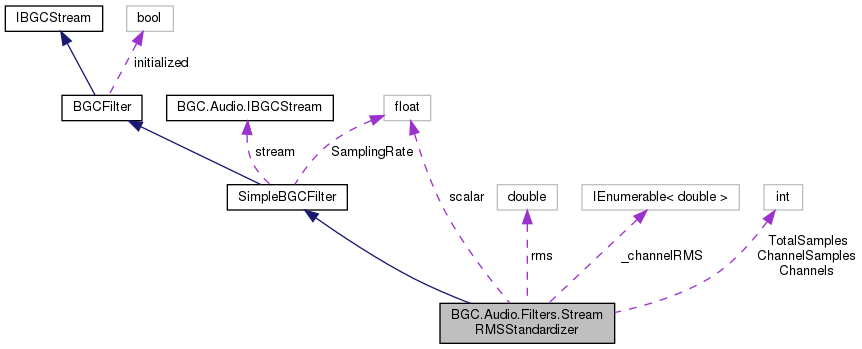 IBGCStream
bool
initialized
BGCFilter
BGC.Audio.IBGCStream
float
stream
SamplingRate
SimpleBGCFilter
scalar
double
IEnumerable< double >
int
rms
_channelRMS
TotalSamples
ChannelSamples
Channels
BGC.Audio.Filters.Stream
RMSStandardizer